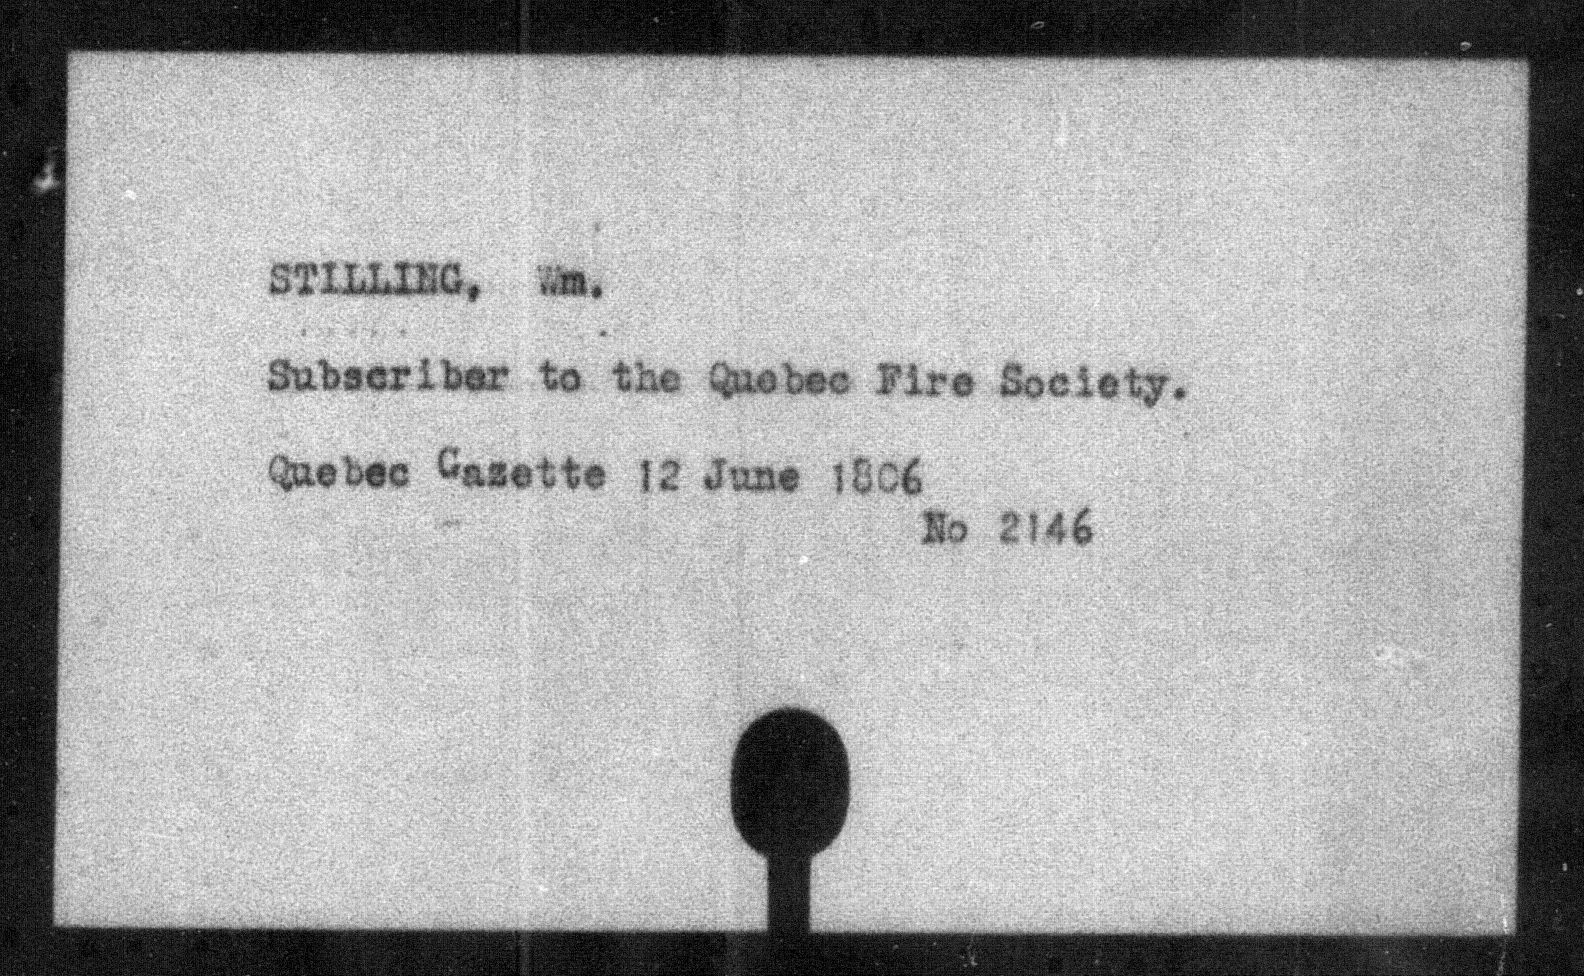 STILLING, Wm.
Subscriber to the Quebec Fire Society.
Quebec Gazette 12 June 1806
No 2146